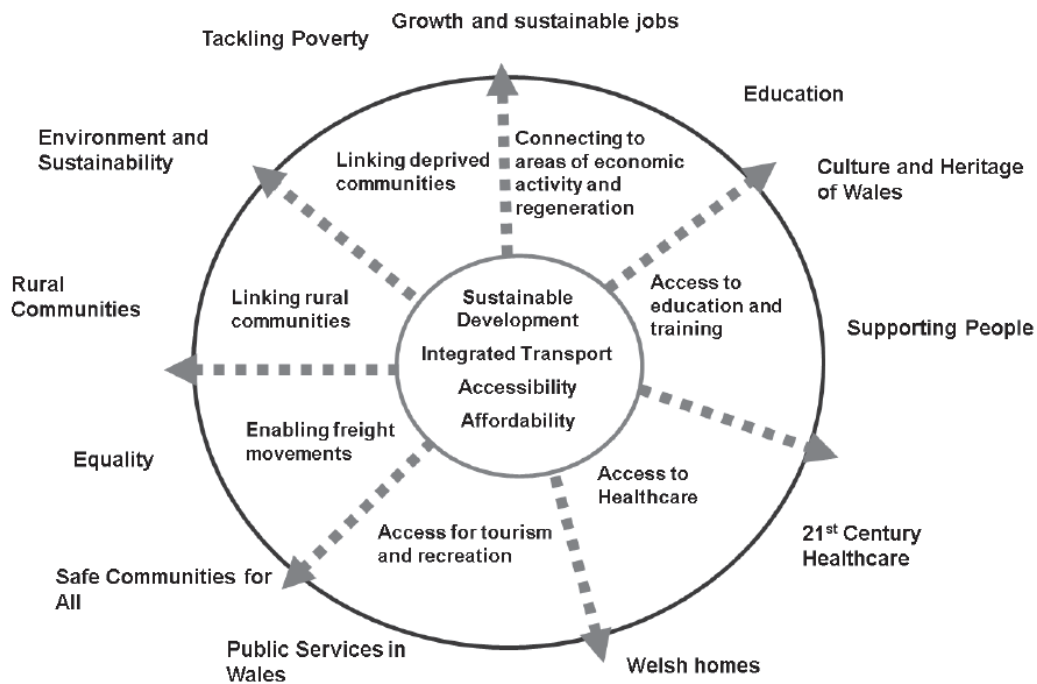 Growth and sustainable jobs
Tackling Poverty
Education
Environment and
Sustainability
Culture and Heritage
of Wales
Linking deprived
communities
Connecting to
areas of economic
activity and
regeneration
Rural
Communities
Linking rural
communities
Access to
education and
training
Supporting People
Sustainable
Development
Integrated Transport
Accessibility
Affordability
Equality
Enabling freight
movements
Access to
Healthcare
Access for tourism
and recreation
21st Century
Healthcare
Safe Communities for
All
Public Services in
Wales
Welsh homes